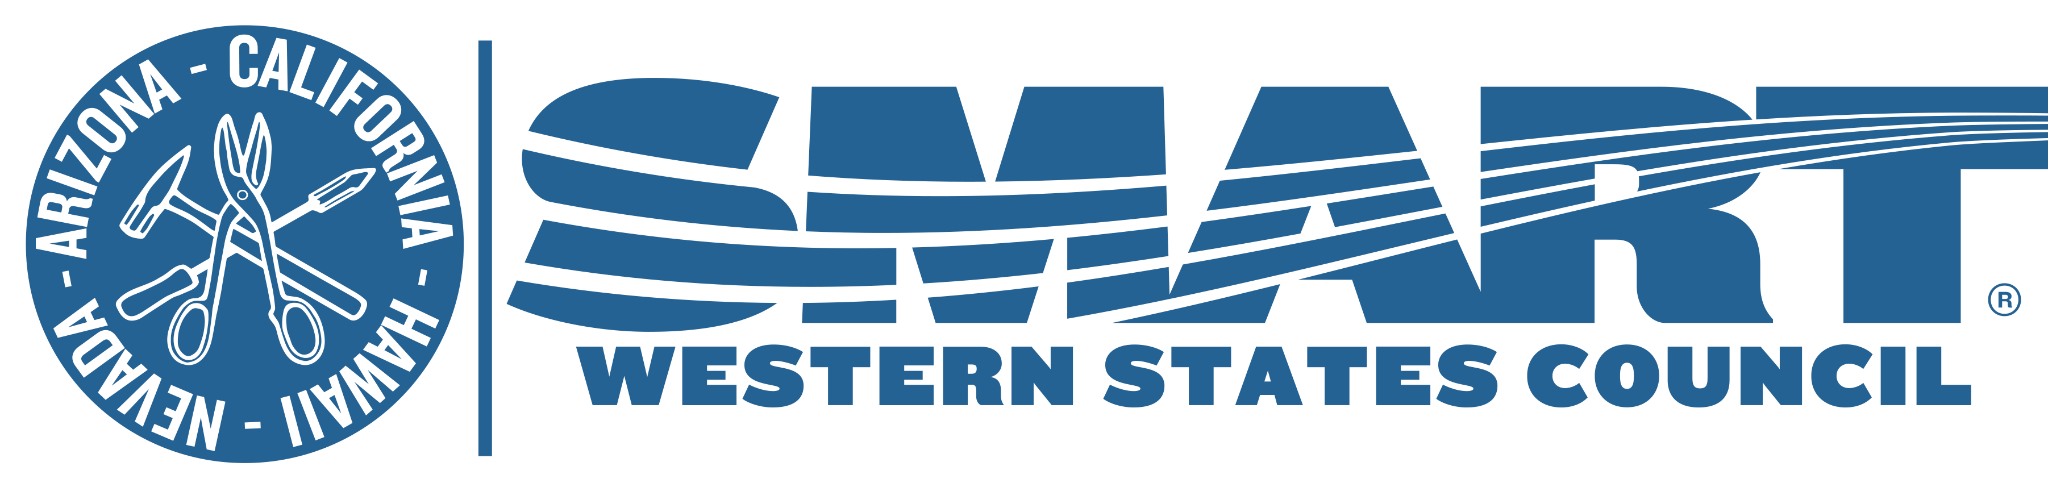 ARIZONA - CALIFORNIA - HAWAII - NEVADA -
SMART®
WESTERN STATES COUNCIL